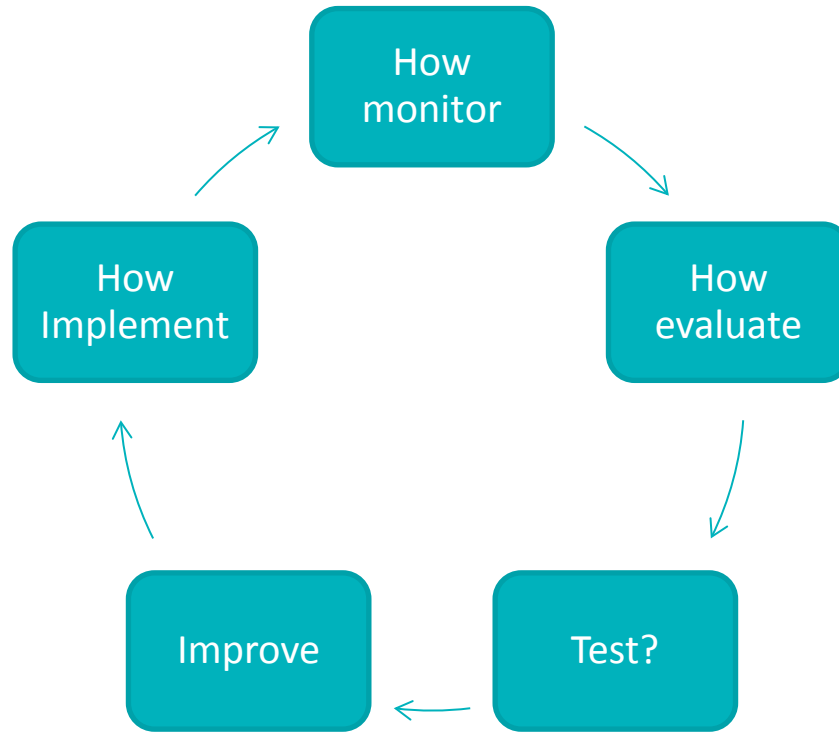 How
monitor
How
evaluate
Test?
Improve
How
Implement